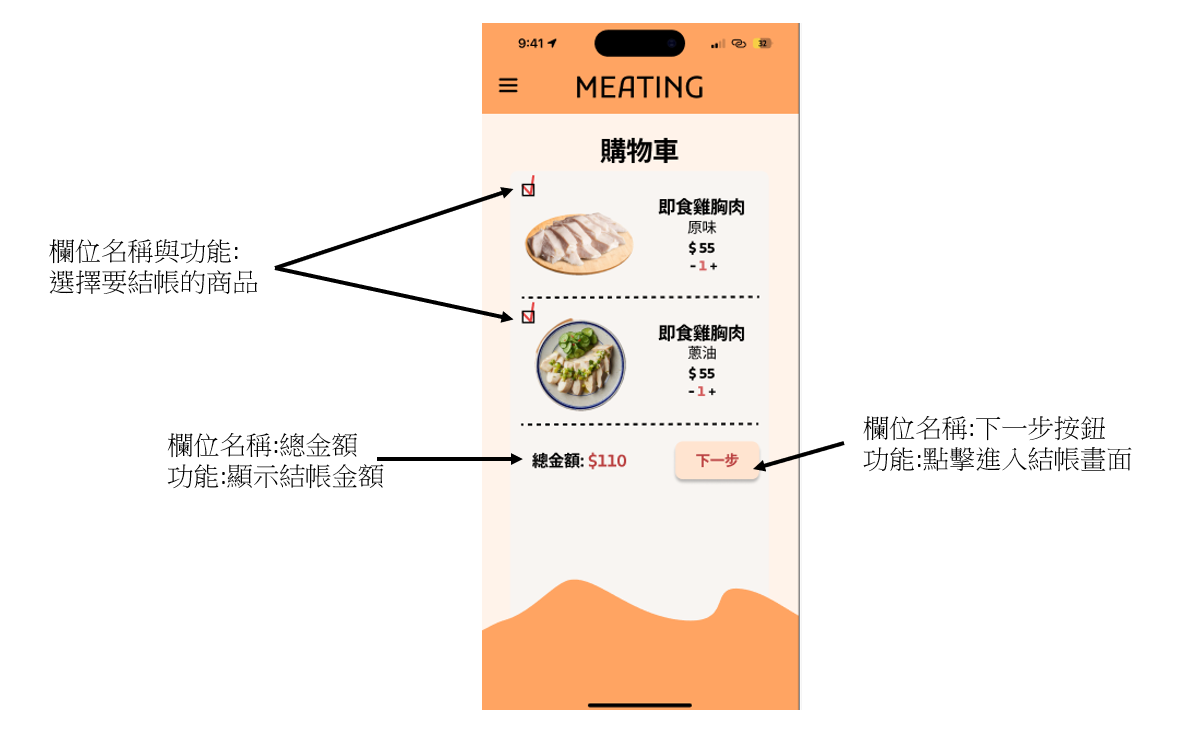 9:41
32
MEATING
購物車
即食雞胸肉
原味
$55
-1+
欄位名稱與功能:
選擇要結帳的商品
即食雞胸肉
蔥油
$55
-1+
欄位名稱:總金額
功能:顯示結帳金額
總金額: $110
下一步
欄位名稱:下一步按鈕
功能:點擊進入結帳畫面